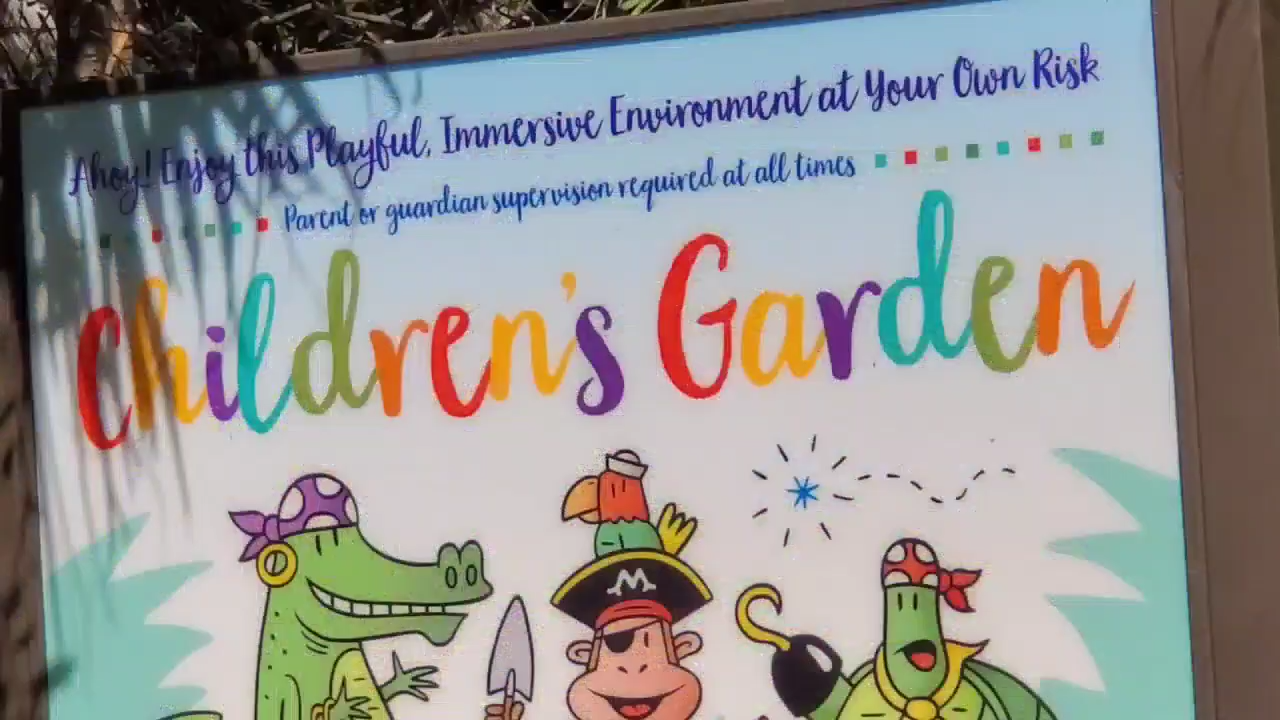 Ahoy! Enjoy this Playful, Immersive Environment at Your Own Risk
Parent or guardian supervision required at all times
Children's Garden
M